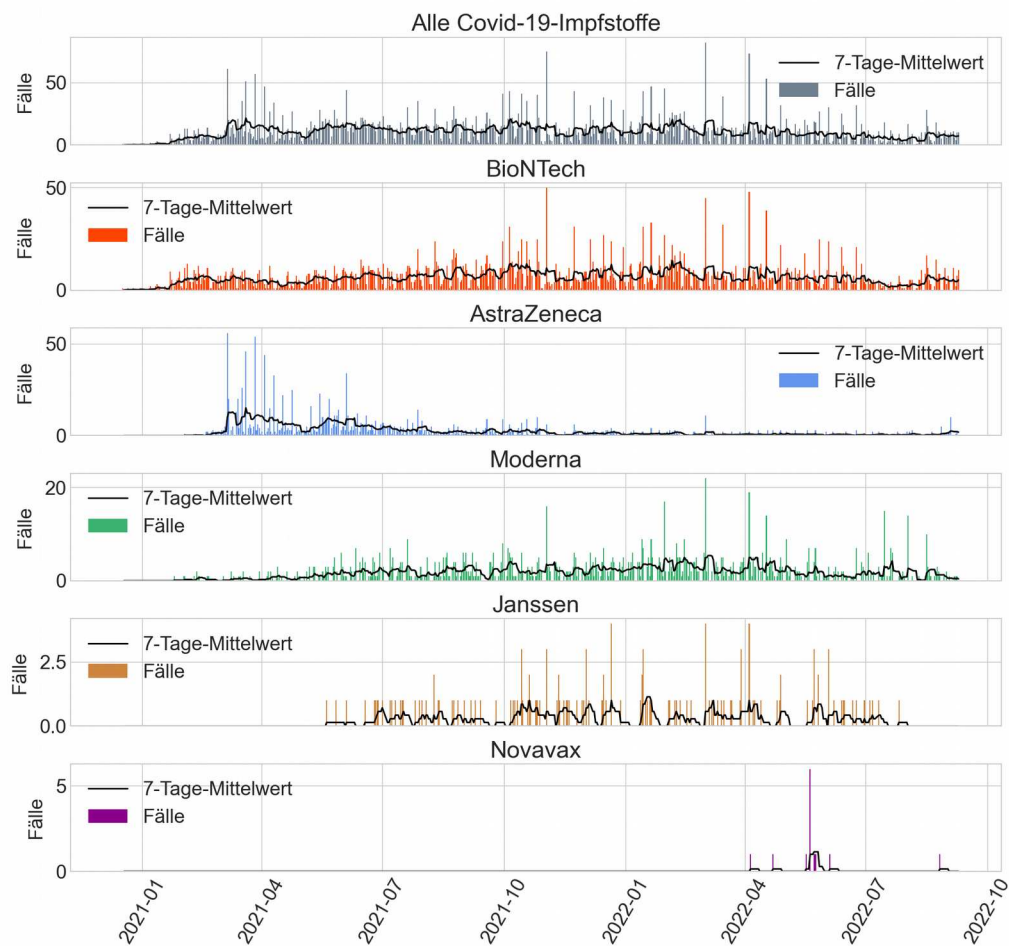 Alle Covid-19-Impfstoffe
Fälle
50
0
7-Tage-Mittelwert
Fälle
BioNTech
Fälle
50
0
7-Tage-Mittelwert
Fälle
AstraZeneca
Fälle
50
0
7-Tage-Mittelwert
Fälle
Moderna
Fälle
20
0
7-Tage-Mittelwert
Fälle
Janssen
Fälle
2.5
0.0
7-Tage-Mittelwert
Fälle
Novavax
Fälle
5
0
7-Tage-Mittelwert
Fälle
2021-01
2021-04
2021-07
2021-10
2022-01
2022-04
2022-07
2022-10